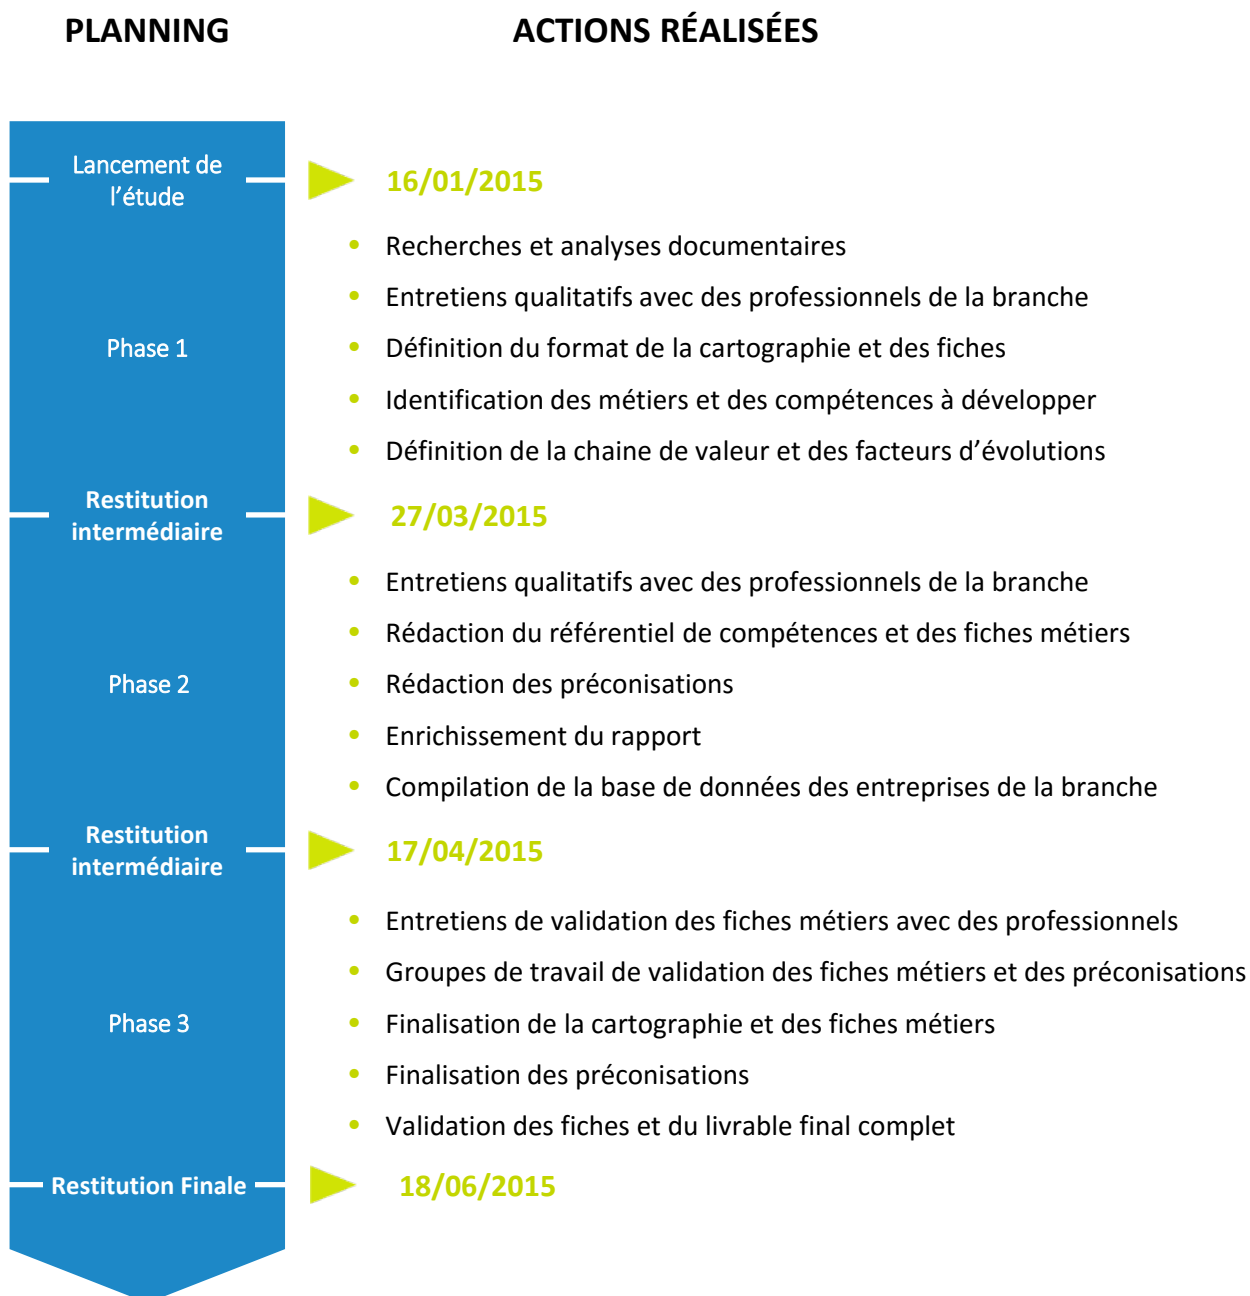 PLANNING
ACTIONS RÉALISÉES
Lancement de
l’étude
16/01/2015
• Recherches et analyses documentaires
• Entretiens qualitatifs avec des professionnels de la branche
Phase 1
• Définition du format de la cartographie et des fiches
• Identification des métiers et des compétences à développer
• Définition de la chaine de valeur et des facteurs d’évolutions
Restitution
intermédiaire
27/03/2015
• Entretiens qualitatifs avec des professionnels de la branche
• Rédaction du référentiel de compétences et des fiches métiers
Phase 2
• Rédaction des préconisations
• Enrichissement du rapport
• Compilation de la base de données des entreprises de la branche
Restitution
intermédiaire
17/04/2015
• Entretiens de validation des fiches métiers avec des professionnels
• Groupes de travail de validation des fiches métiers et des préconisations
Phase 3
• Finalisation de la cartographie et des fiches métiers
• Finalisation des préconisations
• Validation des fiches et du livrable final complet
Restitution Finale
18/06/2015